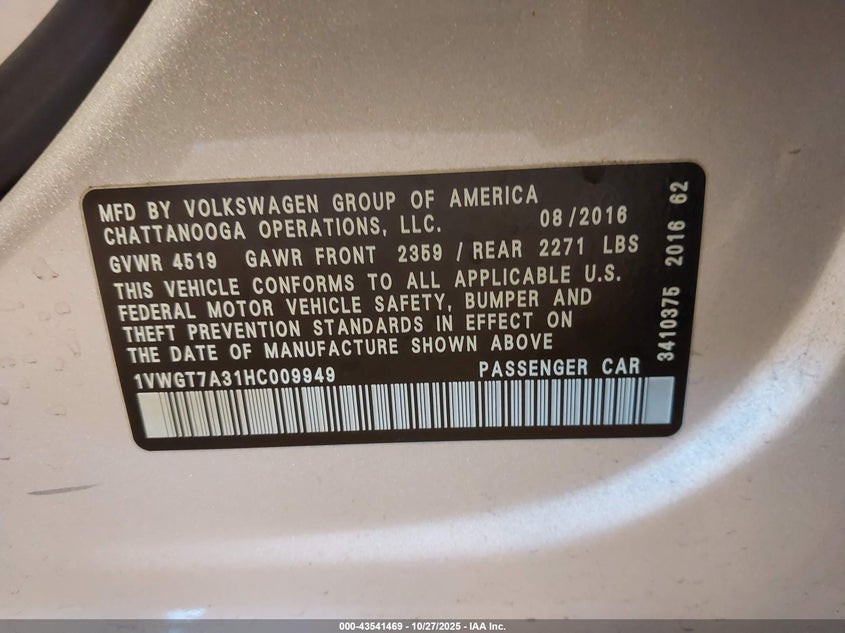 MFD BY VOLKSWAGEN GROUP OF AMERICA
CHATTANOOGA OPERATIONS, LLC. 08/2016
GVWR 4519 GAWR FRONT 2359 / REAR 2271 LBS
THIS VEHICLE CONFORMS TO ALL APPLICABLE U.S.
FEDERAL MOTOR VEHICLE SAFETY, BUMPER AND
THEFT PREVENTION STANDARDS IN EFFECT ON
THE DATE OF MANUFACTURE SHOWN ABOVE
1VWGT7A31HC009949 PASSENGER CAR
3410375 2016 62
000-43541469 - 10/27/2025 - IAA Inc.